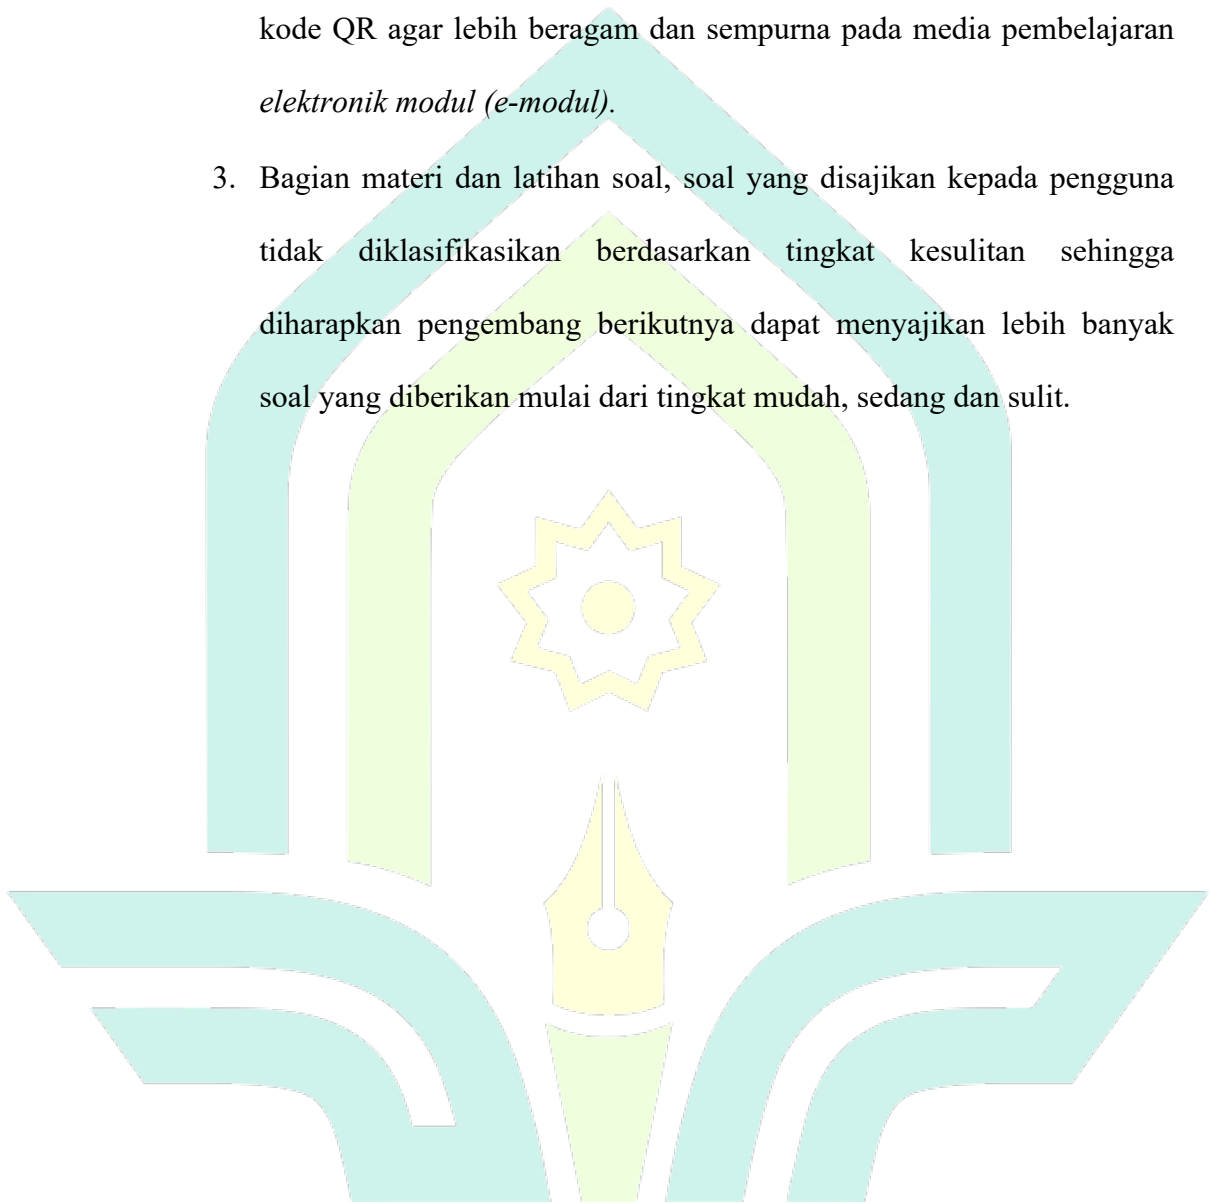 kode QR agar lebih beragam dan sempurna pada media pembelajaran
elektronik modul (e-modul).
3. Bagian materi dan latihan soal, soal yang disajikan kepada pengguna
tidak diklasifikasikan berdasarkan tingkat kesulitan sehingga
diharapkan pengembang berikutnya dapat menyajikan lebih banyak
soal yang diberikan mulai dari tingkat mudah, sedang dan sulit.